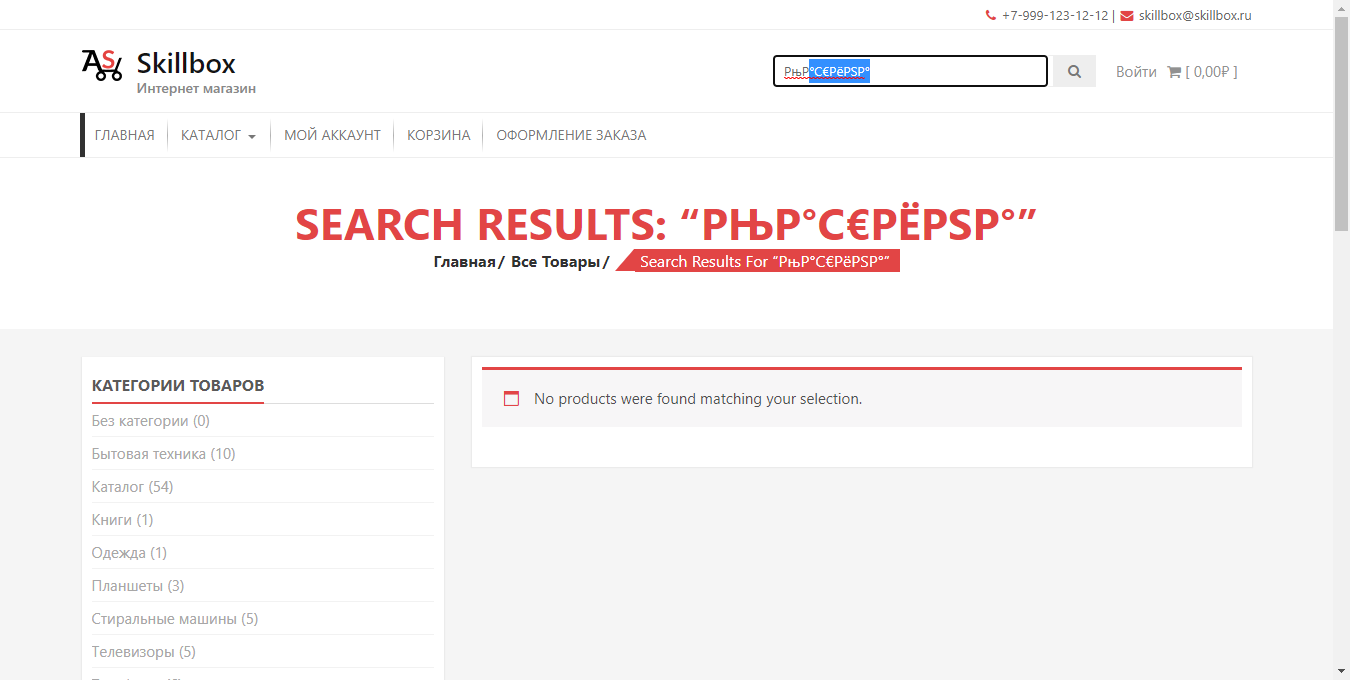 +7-999-123-12-12 | skillbox@skillbox.ru
AS
Skillbox
Интернет магазин
РњР°С€РёРЅР°
Войти [ 0,00₽ ]
ГЛАВНАЯ КАТАЛОГ МОЙ АККАУНТ КОРЗИНА ОФОРМЛЕНИЕ ЗАКАЗА
SEARCH RESULTS: “РЊР°С€РЁРЅР°”
Главная / Все Товары / Search Results For “РњР°С€РёРЅР°”
КАТЕГОРИИ ТОВАРОВ
Без категории (0)
Бытовая техника (10)
Каталог (54)
Книги (1)
Одежда (1)
Планшеты (3)
Стиральные машины (5)
Телевизоры (5)
No products were found matching your selection.